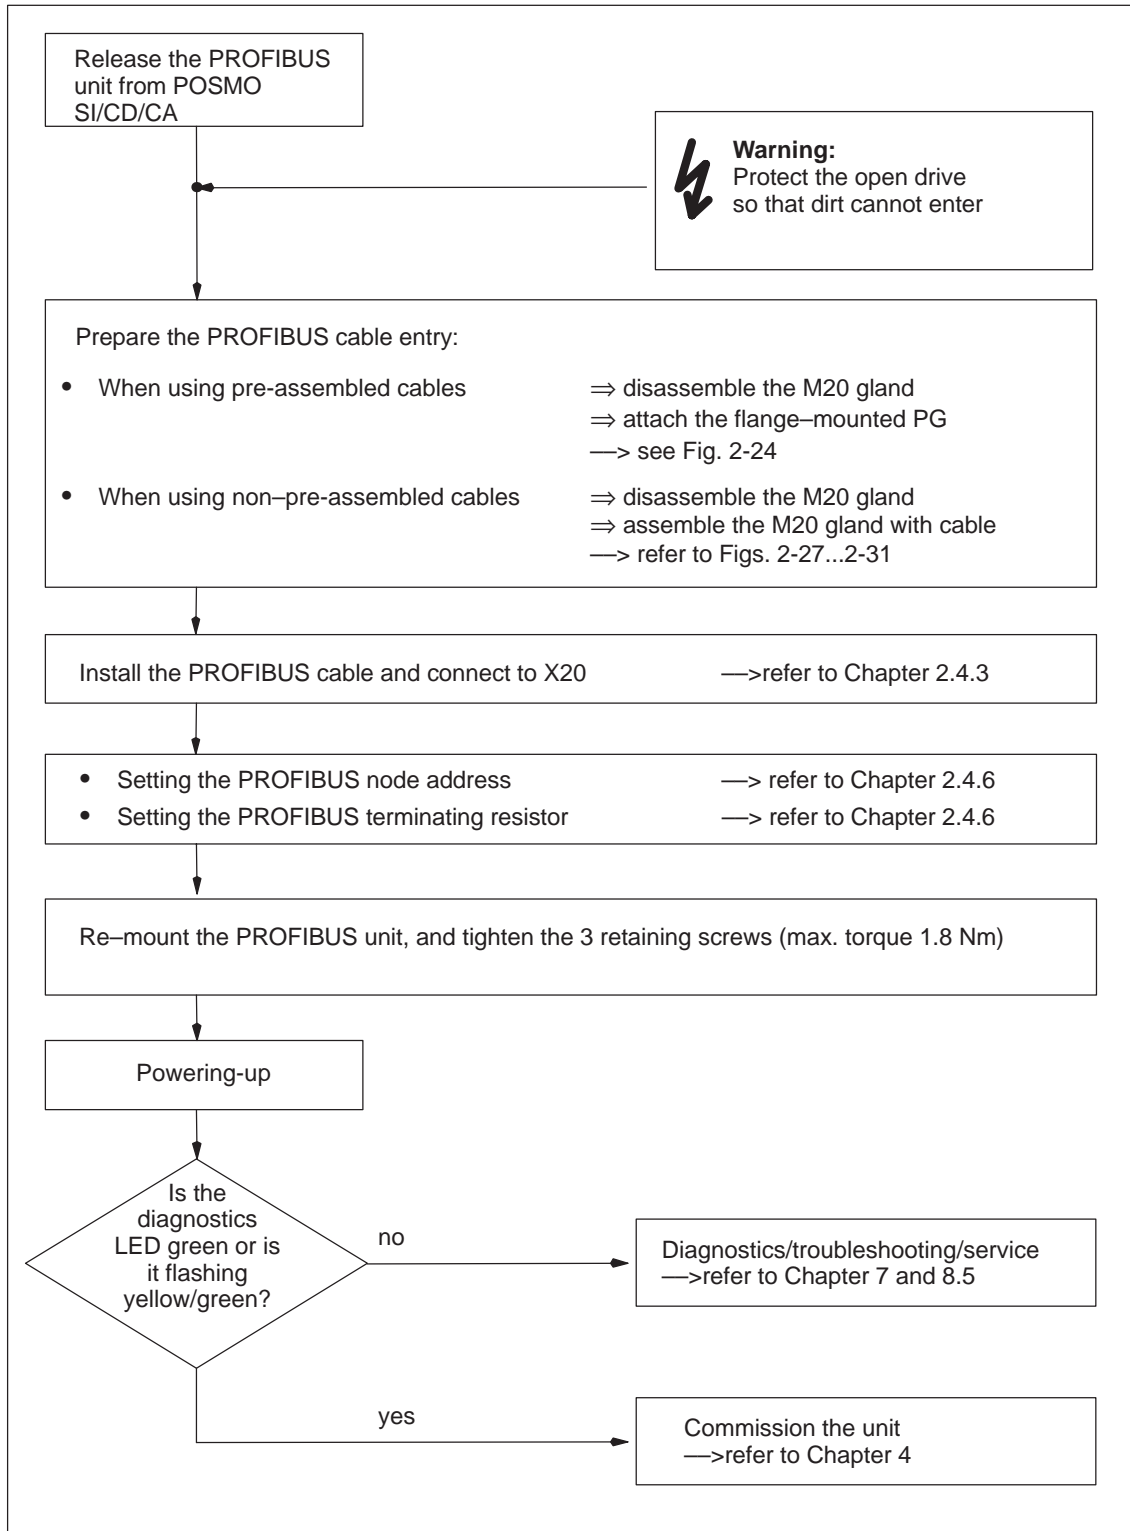 Release the PROFIBUS
unit from POSMO
SI/CD/CA
Warning:
Protect the open drive
so that dirt cannot enter
Prepare the PROFIBUS cable entry:
• When using pre-assembled cables ⇒ disassemble the M20 gland
⇒ attach the flange–mounted PG
—> see Fig. 2-24
• When using non–pre-assembled cables ⇒ disassemble the M20 gland
⇒ assemble the M20 gland with cable
—> refer to Figs. 2-27...2-31
Install the PROFIBUS cable and connect to X20 —>refer to Chapter 2.4.3
• Setting the PROFIBUS node address —> refer to Chapter 2.4.6
• Setting the PROFIBUS terminating resistor —> refer to Chapter 2.4.6
Re–mount the PROFIBUS unit, and tighten the 3 retaining screws (max. torque 1.8 Nm)
Powering-up
Is the
diagnostics
LED green or is
it flashing
yellow/green?
no
Diagnostics/troubleshooting/service
—>refer to Chapter 7 and 8.5
yes
Commission the unit
—>refer to Chapter 4